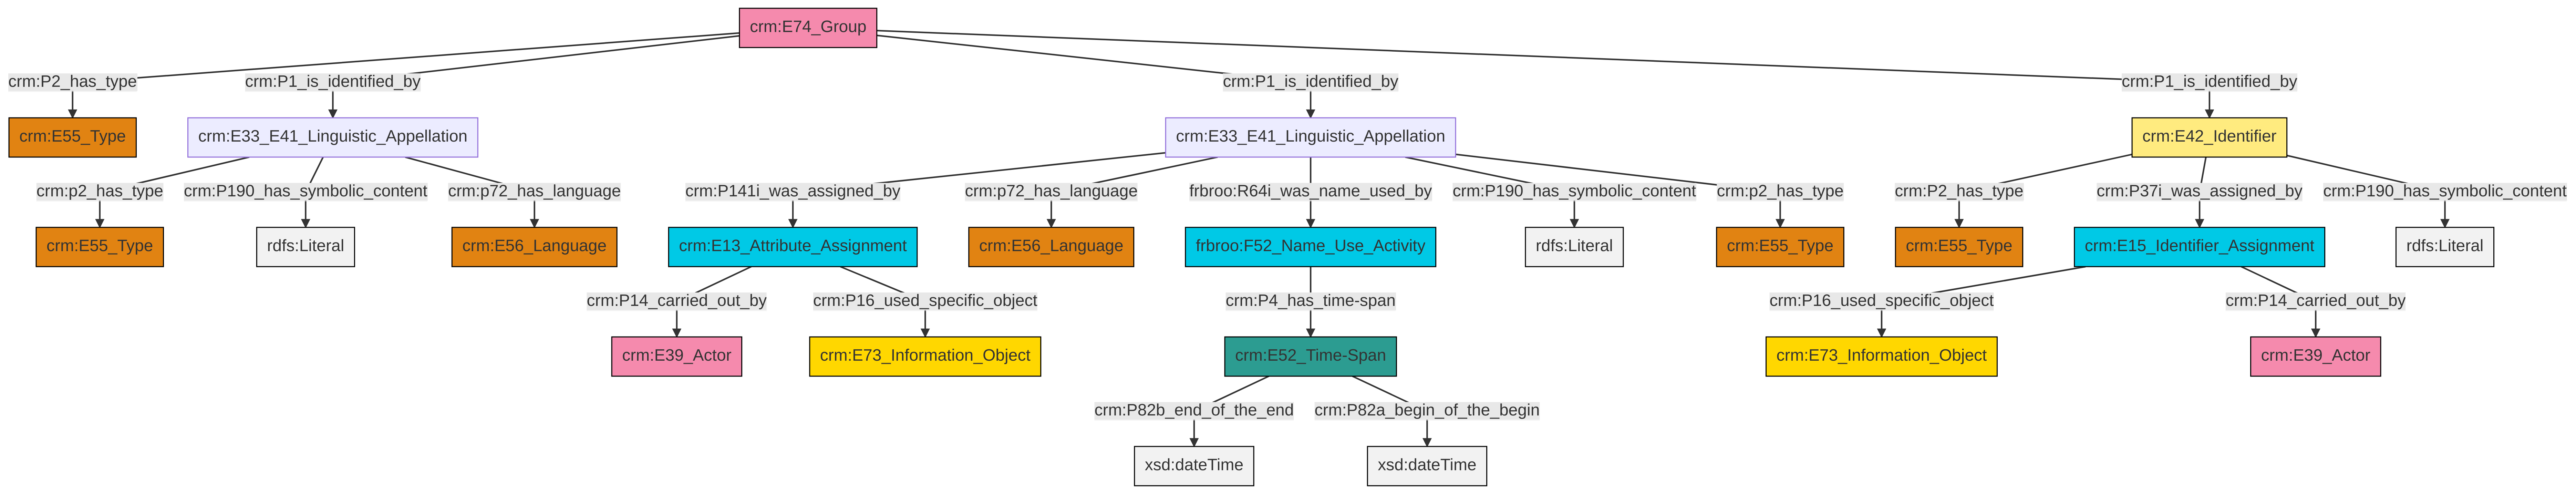 crm:E74_Group
crm:P2_has_type
crm:P1_is_identified_by
crm:P1_is_identified_by
crm:P1_is_identified_by
crm:E55_Type
crm:E33_E41_Linguistic_Appellation
crm:E33_E41_Linguistic_Appellation
crm:E42_Identifier
crm:p2_has_type
crm:P190_has_symbolic_content
crm:p72_has_language
crm:P141i_was_assigned_by
crm:p72_has_language
frbroo:R64i_was_name_used_by
crm:P190_has_symbolic_content
crm:p2_has_type
crm:P2_has_type
crm:P37i_was_assigned_by
crm:P190_has_symbolic_content
crm:E55_Type
rdfs:Literal
crm:E56_Language
crm:E13_Attribute_Assignment
crm:E56_Language
frbroo:F52_Name_Use_Activity
rdfs:Literal
crm:E55_Type
crm:E55_Type
crm:E15_Identifier_Assignment
rdfs:Literal
crm:P14_carried_out_by
crm:P16_used_specific_object
crm:P4_has_time-span
crm:P16_used_specific_object
crm:P14_carried_out_by
crm:E39_Actor
crm:E73_Information_Object
crm:E52_Time-Span
crm:E73_Information_Object
crm:E39_Actor
crm:P82b_end_of_the_end
crm:P82a_begin_of_the_begin
xsd:dateTime
xsd:dateTime